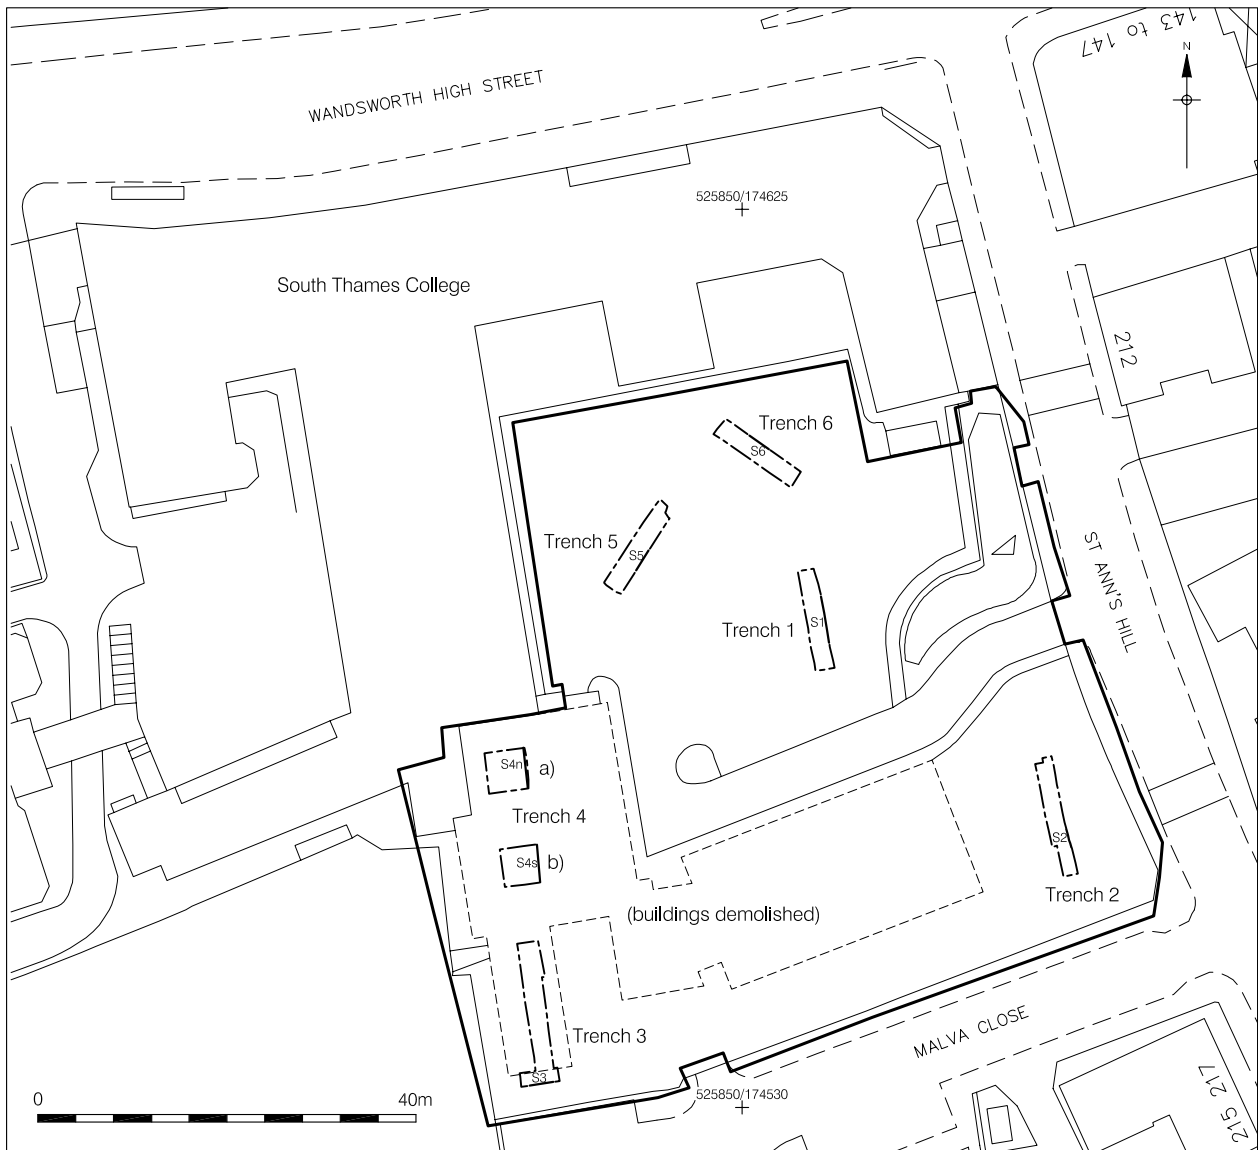 143 to 147
N
WANDSWORTH HIGH STREET
525850/174625
South Thames College
212
Trench 6
S6
Trench 5
S5
ST ANN'S HILL
Trench 1
S1
S4n
a)
Trench 4
S4s
b)
S2
Trench 2
(buildings demolished)
MALVA CLOSE
Trench 3
S3
525850/174530
0
40m
215 217